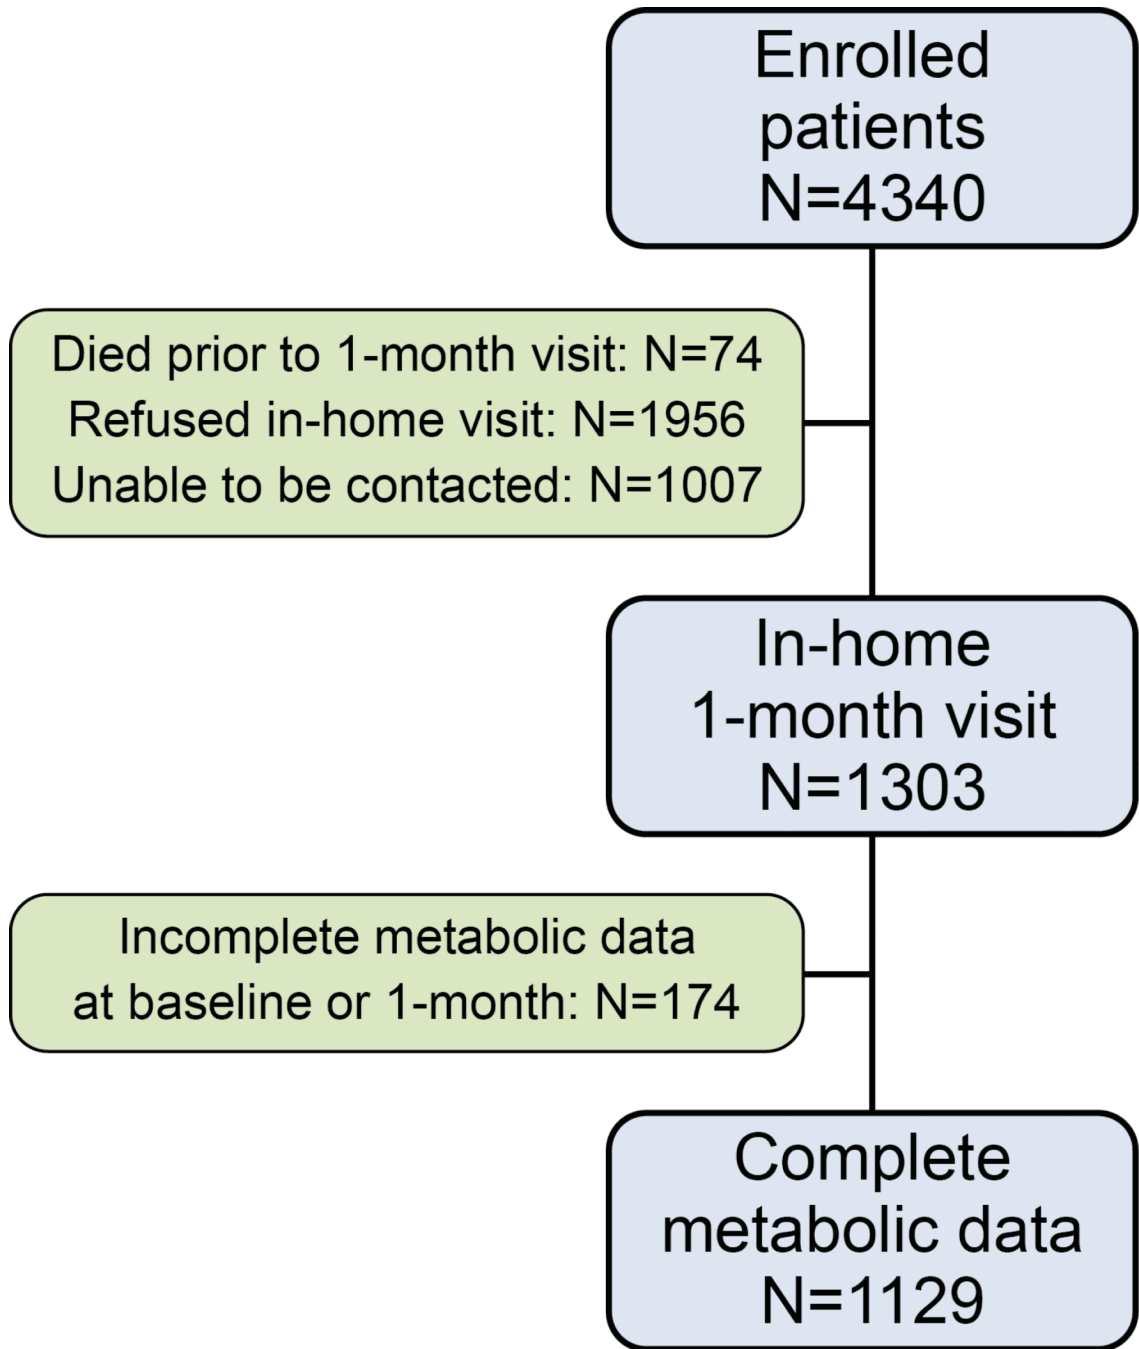 Enrolled
patients
N=4340
Died prior to 1-month visit: N=74
Refused in-home visit: N=1956
Unable to be contacted: N=1007
In-home
1-month visit
N=1303
Incomplete metabolic data
at baseline or 1-month: N=174
Complete
metabolic data
N=1129